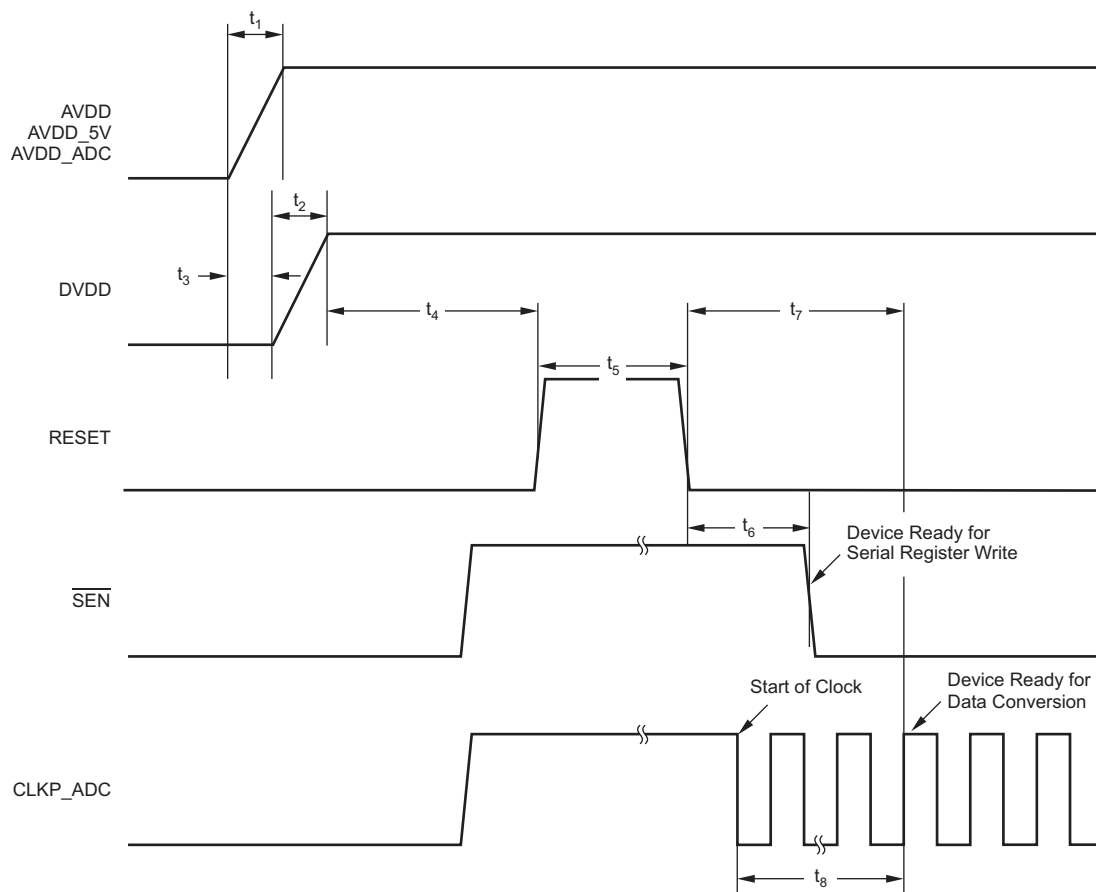 t1
AVDD
AVDD_5V
AVDD_ADC
t2
t3
DVDD
t4
t7
t5
RESET
t6
Device Ready for
Serial Register Write
SEN
Start of Clock
Device Ready for
Data Conversion
CLKP_ADC
t8